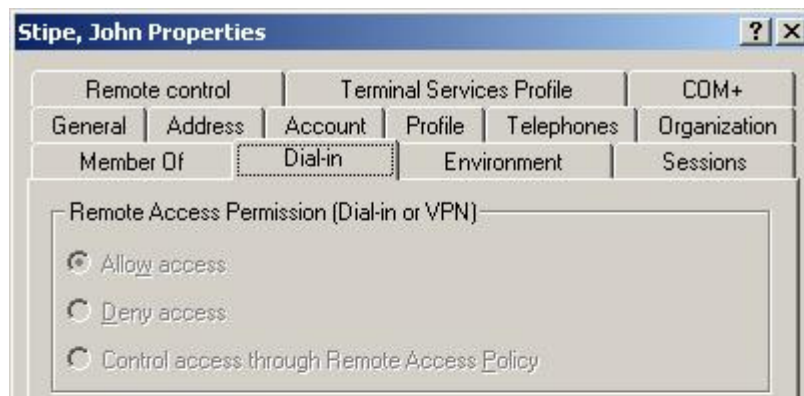 Stipe, John Properties
Remote control Terminal Services Profile COM+
General Address Account Profile Telephones Organization
Member Of Dial-in Environment Sessions
Remote Access Permission (Dial-in or VPN)
Allow access
Deny access
Control access through Remote Access Policy